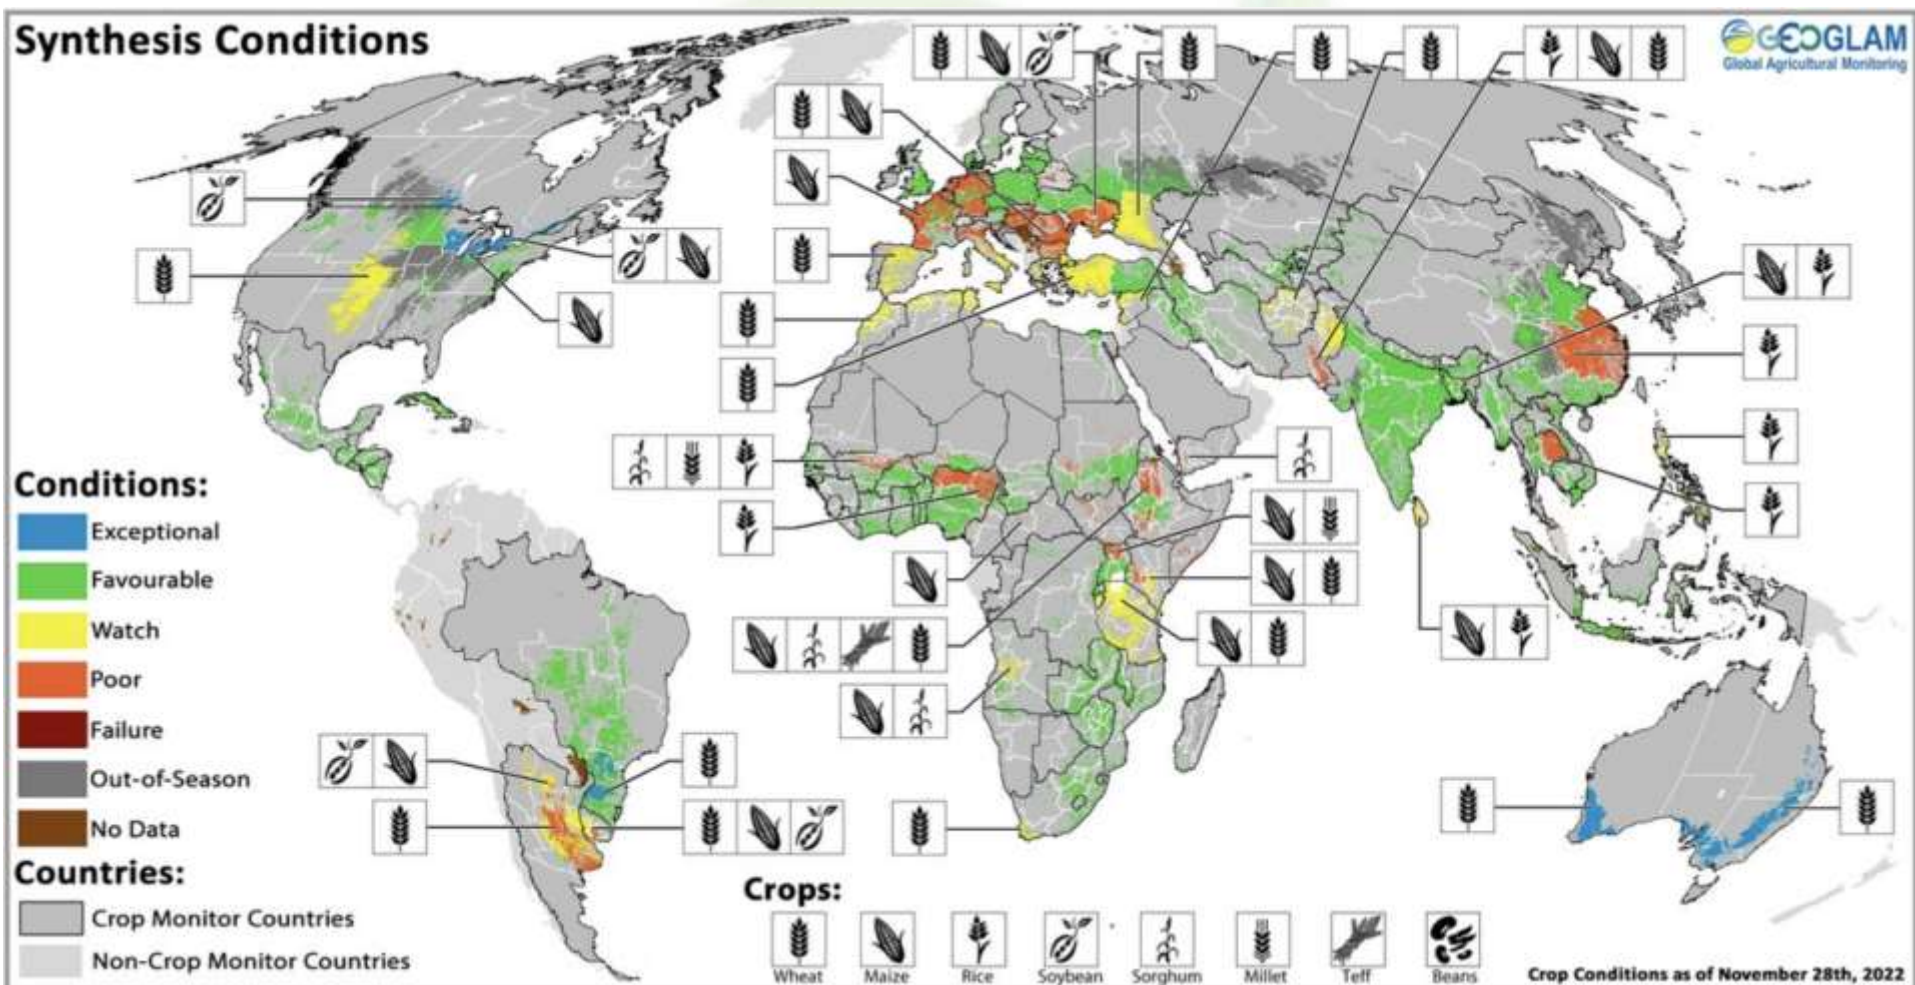 Synthesis Conditions
GEOGLAM
Global Agricultural Monitoring
Conditions:
Exceptional
Favourable
Watch
Poor
Failure
Out-of-Season
No Data
Countries:
Crop Monitor Countries
Non-Crop Monitor Countries
Crops:
Wheat
Maize
Rice
Soybean
Sorghum
Millet
Teff
Beans
Crop Conditions as of November 28th, 2022